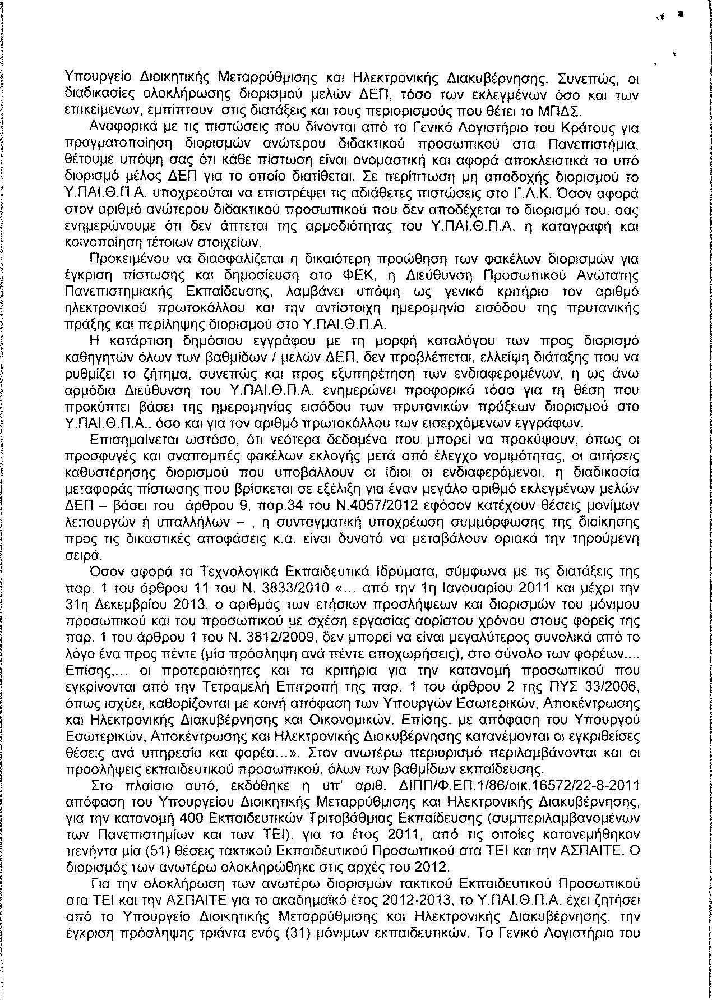 Υπουργείο Διοικητικής Μεταρρύθμισης και Ηλεκτρονικής Διακυβέρνησης. Συνεπώς, οι
διαδικασίες ολοκλήρωσης διορισμού μελών ΔΕΠ, τόσο των εκλεγμένων όσο και των
επικείμενων, εμπίπτουν στις διατάξεις και τους περιορισμούς που θέτει το ΜΠΔΣ.
Αναφορικά με τις πιστώσεις που δίνονται από το Γενικό Λογιστήριο του Κράτους για
πραγματοποίηση διορισμών ανώτερου διδακτικού προσωπικού στα Πανεπιστήμια,
θέτουμε υπόψη σας ότι κάθε πίστωση είναι ονομαστική και αφορά αποκλειστικά το υπό
διορισμό μέλος ΔΕΠ για το οποίο διατίθεται. Σε περίπτωση μη αποδοχής διορισμού το
Υ.ΠΑΙ.Θ.Π.Α. υποχρεούται να επιστρέψει τις αδιάθετες πιστώσεις στο Γ.Λ.Κ. Όσον αφορά
στον αριθμό ανώτερου διδακτικού προσωπικού που δεν αποδέχεται το διορισμό του, σας
ενημερώνουμε ότι δεν άπτεται της αρμοδιότητας του Υ.ΠΑΙ.Θ.Π.Α. η καταγραφή και
κοινοποίηση τέτοιων στοιχείων.
Προκειμένου να διασφαλίζεται η δικαιότερη προώθηση των φακέλων διορισμών για
έγκριση πίστωσης και δημοσίευση στο ΦΕΚ, η Διεύθυνση Προσωπικού Ανώτατης
Πανεπιστημιακής Εκπαίδευσης, λαμβάνει υπόψη ως γενικό κριτήριο τον αριθμό
ηλεκτρονικού πρωτοκόλλου και την αντίστοιχη ημερομηνία εισόδου της πρυτανικής
πράξης και περίληψης διορισμού στο Υ.ΠΑΙ.Θ.Π.Α.
Η κατάρτιση δημόσιου εγγράφου με τη μορφή καταλόγου των προς διορισμό
καθηγητών όλων των βαθμίδων / μελών ΔΕΠ, δεν προβλέπεται, ελλείψη διάταξης που να
ρυθμίζει το ζήτημα, συνεπώς και προς εξυπηρέτηση των ενδιαφερομένων, η ως άνω
αρμόδια Διεύθυνση του Υ.ΠΑΙ.Θ.Π.Α. ενημερώνει προφορικά τόσο για τη θέση που
προκύπτει βάσει της ημερομηνίας εισόδου των πρυτανικών πράξεων διορισμού στο
Υ.ΠΑΙ.Θ.Π.Α., όσο και για τον αριθμό πρωτοκόλλου των εισερχόμενων εγγράφων.
Επισημαίνεται ωστόσο, ότι νεότερα δεδομένα που μπορεί να προκύψουν, όπως οι
προσφυγές και αναπομπές φακέλων εκλογής μετά από έλεγχο νομιμότητας, οι αιτήσεις
καθυστέρησης διορισμού που υποβάλλουν οι ίδιοι οι ενδιαφερόμενοι, η διαδικασία
μεταφοράς πίστωσης που βρίσκεται σε εξέλιξη για έναν μεγάλο αριθμό εκλεγμένων μελών
ΔΕΠ – βάσει του άρθρου 9, παρ.34 του Ν.4057/2012 εφόσον κατέχουν θέσεις μονίμων
λειτουργών ή υπαλλήλων – , η συνταγματική υποχρέωση συμμόρφωσης της διοίκησης
προς τις δικαστικές αποφάσεις κ.α. είναι δυνατό να μεταβάλουν οριακά την τηρούμενη
σειρά.
Όσον αφορά τα Τεχνολογικά Εκπαιδευτικά Ιδρύματα, σύμφωνα με τις διατάξεις της
παρ. 1 του άρθρου 11 του Ν. 3833/2010 «... από την 1η Ιανουαρίου 2011 και μέχρι την
31η Δεκεμβρίου 2013, ο αριθμός των ετήσιων προσλήψεων και διορισμών του μόνιμου
προσωπικού και του προσωπικού με σχέση εργασίας αορίστου χρόνου στους φορείς της
παρ. 1 του άρθρου 1 του Ν. 3812/2009, δεν μπορεί να είναι μεγαλύτερος συνολικά από το
λόγο ένα προς πέντε (μία πρόσληψη ανά πέντε αποχωρήσεις), στο σύνολο των φορέων....
Επίσης,... οι προτεραιότητες και τα κριτήρια για την κατανομή προσωπικού που
εγκρίνονται από την Τετραμελή Επιτροπή της παρ. 1 του άρθρου 2 της ΠΥΣ 33/2006,
όπως ισχύει, καθορίζονται με κοινή απόφαση των Υπουργών Εσωτερικών, Αποκέντρωσης
και Ηλεκτρονικής Διακυβέρνησης και Οικονομικών. Επίσης, με απόφαση του Υπουργού
Εσωτερικών, Αποκέντρωσης και Ηλεκτρονικής Διακυβέρνησης κατανέμονται οι εγκριθείσες
θέσεις ανά υπηρεσία και φορέα...». Στον ανωτέρω περιορισμό περιλαμβάνονται και οι
προσλήψεις εκπαιδευτικού προσωπικού, όλων των βαθμίδων εκπαίδευσης.
Στο πλαίσιο αυτό, εκδόθηκε η υπ' αριθ. ΔΙΠΠ/Φ.ΕΠ.1/86/οικ.16572/22-8-2011
απόφαση του Υπουργείου Διοικητικής Μεταρρύθμισης και Ηλεκτρονικής Διακυβέρνησης,
για την κατανομή 400 Εκπαιδευτικών Τριτοβάθμιας Εκπαίδευσης (συμπεριλαμβανομένων
των Πανεπιστημίων και των ΤΕΙ), για το έτος 2011, από τις οποίες κατανεμήθηκαν
πενήντα μία (51) θέσεις τακτικού Εκπαιδευτικού Προσωπικού στα ΤΕΙ και την ΑΣΠΑΙΤΕ. Ο
διορισμός των ανωτέρω ολοκληρώθηκε στις αρχές του 2012.
Για την ολοκλήρωση των ανωτέρω διορισμών τακτικού Εκπαιδευτικού Προσωπικού
στα ΤΕΙ και την ΑΣΠΑΙΤΕ για το ακαδημαϊκό έτος 2012-2013, το Υ.ΠΑΙ.Θ.Π.Α. έχει ζητήσει
από το Υπουργείο Διοικητικής Μεταρρύθμισης και Ηλεκτρονικής Διακυβέρνησης, την
έγκριση πρόσληψης τριάντα ενός (31) μόνιμων εκπαιδευτικών. Το Γενικό Λογιστήριο του